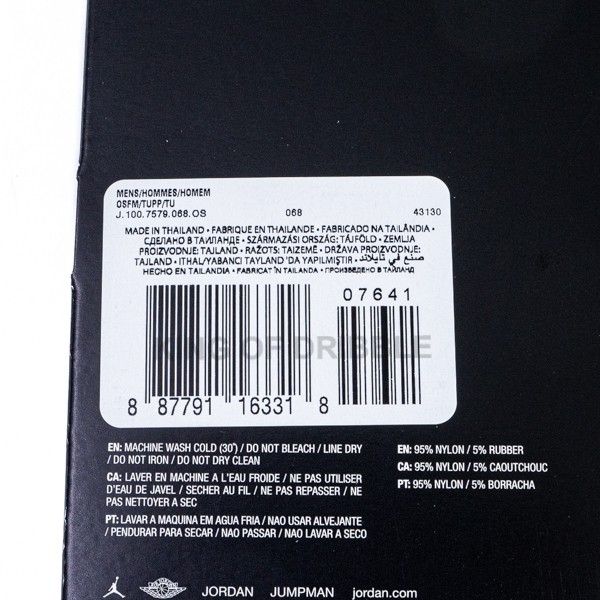 MENS/HOMMES/HOMEM
OSFM/TUPP/TU
J.100.7579.068.OS 068 43130
MADE IN THAILAND • FABRIQUE EN THAILANDE • FABRICADO NA TAILÂNDIA •
СДЕЛАНО В ТАИЛАНДЕ • SZÁRMAZÁSI ORSZÁG: TÁJFÖLD • ZEMLJA
PROIZVODNJE: TAJLAND • RAŽOTS: TAIZEMĒ • DRŽAVA PROIZVODNJE:
TAJLAND • ITHAL/YABANCI TAYLAND 'DA YAPILMIŞTIR • صنع في تايلاند
HECHO EN TAILANDIA • FABRICAT ÎN TAILANDA • ПРОИЗВЕДЕНО В ТАЙЛАНД
07641
KING OF DRIBBLE
8 87791 16331 8
EN: MACHINE WASH COLD (30°) / DO NOT BLEACH / LINE DRY
/ DO NOT IRON / DO NOT DRY CLEAN
CA: LAVER EN MACHINE A L'EAU FROIDE / NE PAS UTILISER
D'EAU DE JAVEL / SECHER AU FIL / NE PAS REPASSER / NE
PAS NETTOYER A SEC
PT: LAVAR A MAQUINA EM AGUA FRIA / NAO USAR ALVEJANTE
/ PENDURAR PARA SECAR / NAO PASSAR / NAO LAVAR A SECO
EN: 95% NYLON / 5% RUBBER
CA: 95% NYLON / 5% CAOUTCHOUC
PT: 95% NYLON / 5% BORRACHA
JORDAN JUMPMAN jordan.com